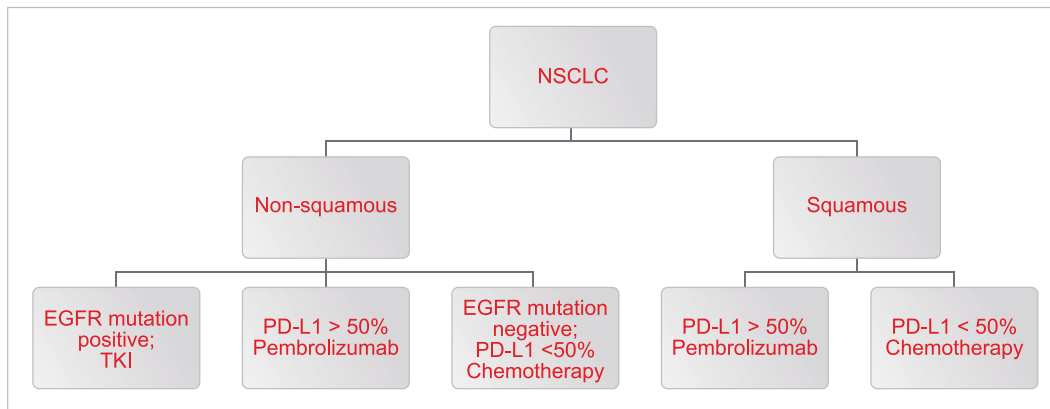 NSCLC
Non-squamous
Squamous
EGFR mutation
positive;
TKI
PD-L1 > 50%
Pembrolizumab
EGFR mutation
negative;
PD-L1 <50%
Chemotherapy
PD-L1 > 50%
Pembrolizumab
PD-L1 < 50%
Chemotherapy